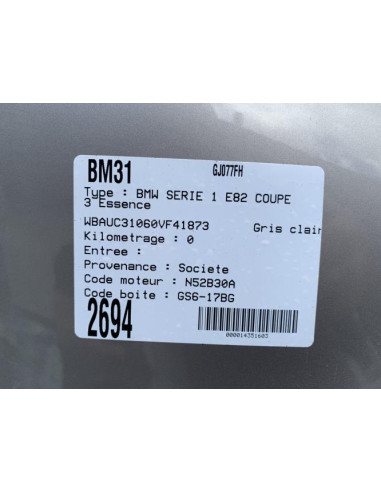 BM31 GJ077FH
Type : BMW SERIE 1 E82 COUPE
3 Essence
WBAUC31060VF41873 Gris clair
Kilometrage : 0
Entree :
Provenance : Societe
Code moteur : N52B30A
Code boite : GS6-17BG
2694
0000014351605